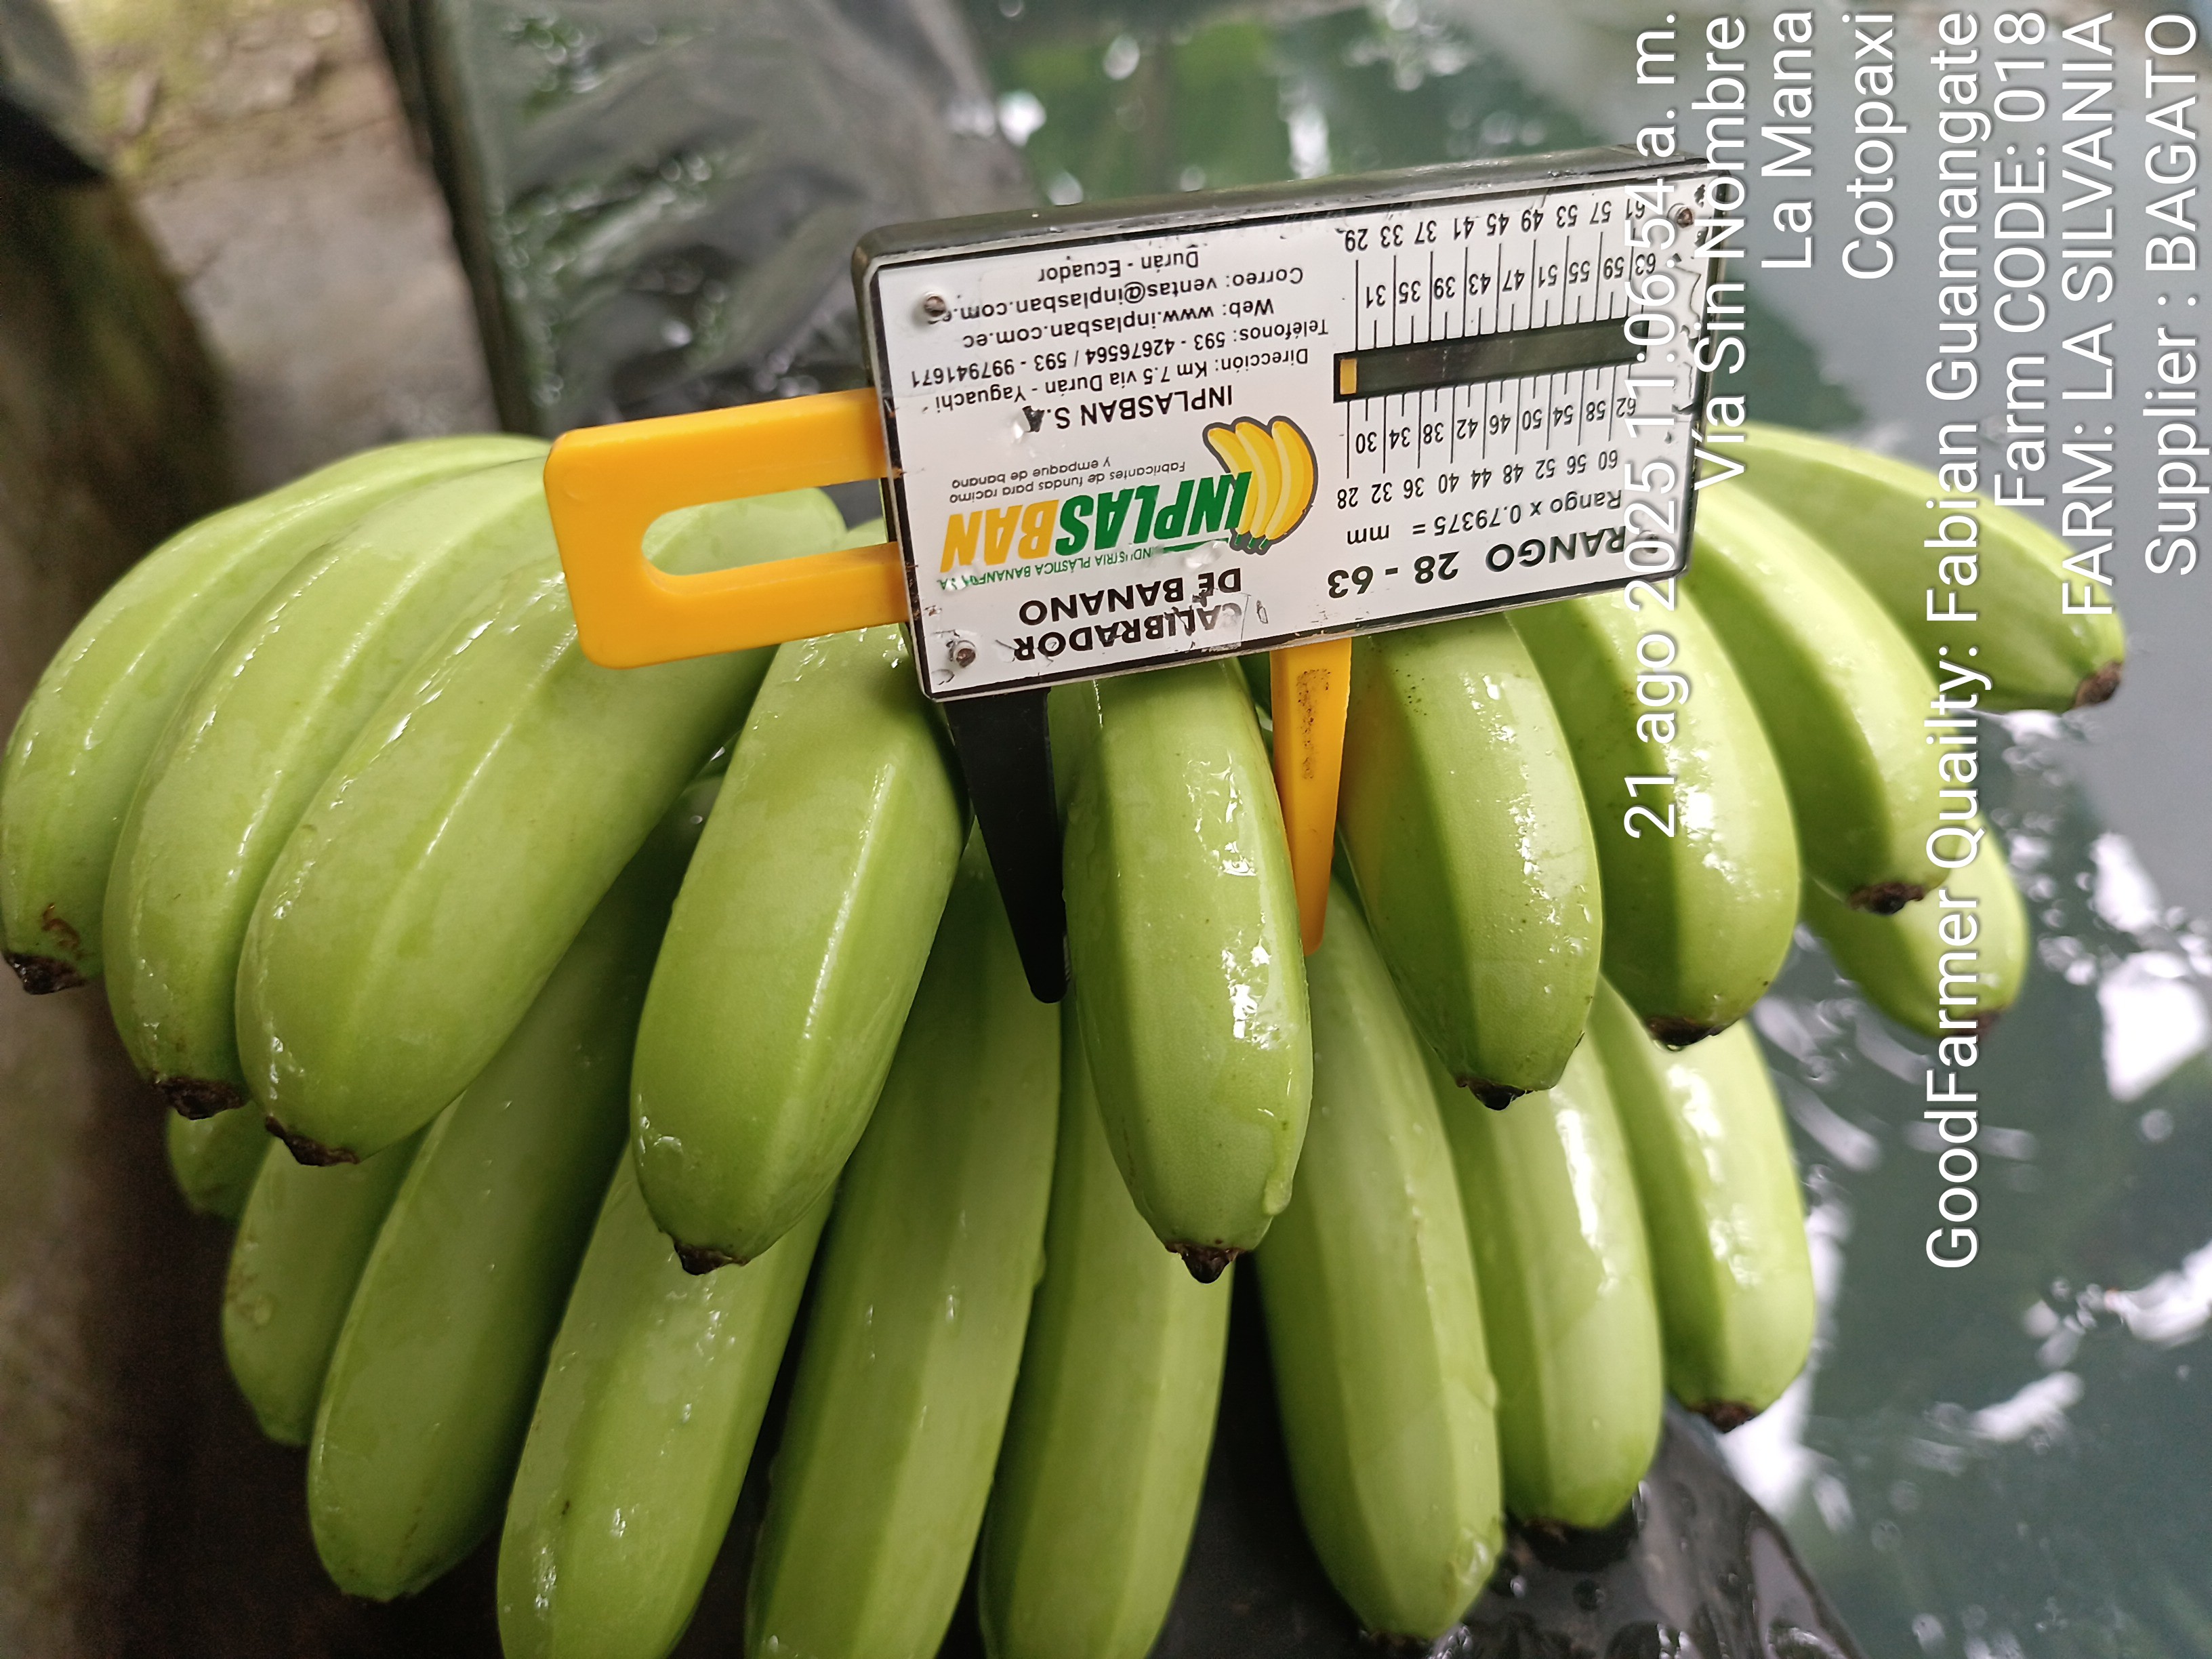 CALIBRADOR
DE BANANO
INDUSTRIA PLÁSTICA BANANERA S.A.
INPLASBAN
Fabricantes de fundas para racimo
y empaque de banano
INPLASBAN S.A
Dirección: Km 7.5 vía Durán - Yaguachi
Teléfonos: 593 - 42676564 / 593 - 997941671
Web: www.inplasban.com.ec
Correo: ventas@inplasban.com.
Durán - Ecuador
RANGO 28 - 63
Rango x 0.79375 = mm
60 56 52 48 44 40 36 32 28
62 58 54 50 46 42 38 34 30
63 59 55 51 47 43 39 35 31
61 57 53 49 45 41 37 33 29
21 ago 2025 11:06:54 a. m.
Vía Sin Nombre
La Mana
Cotopaxi
GoodFarmer Quailty: Fabian Guamangate
Farm CODE: 018
FARM: LA SILVANIA
Supplier : BAGATO